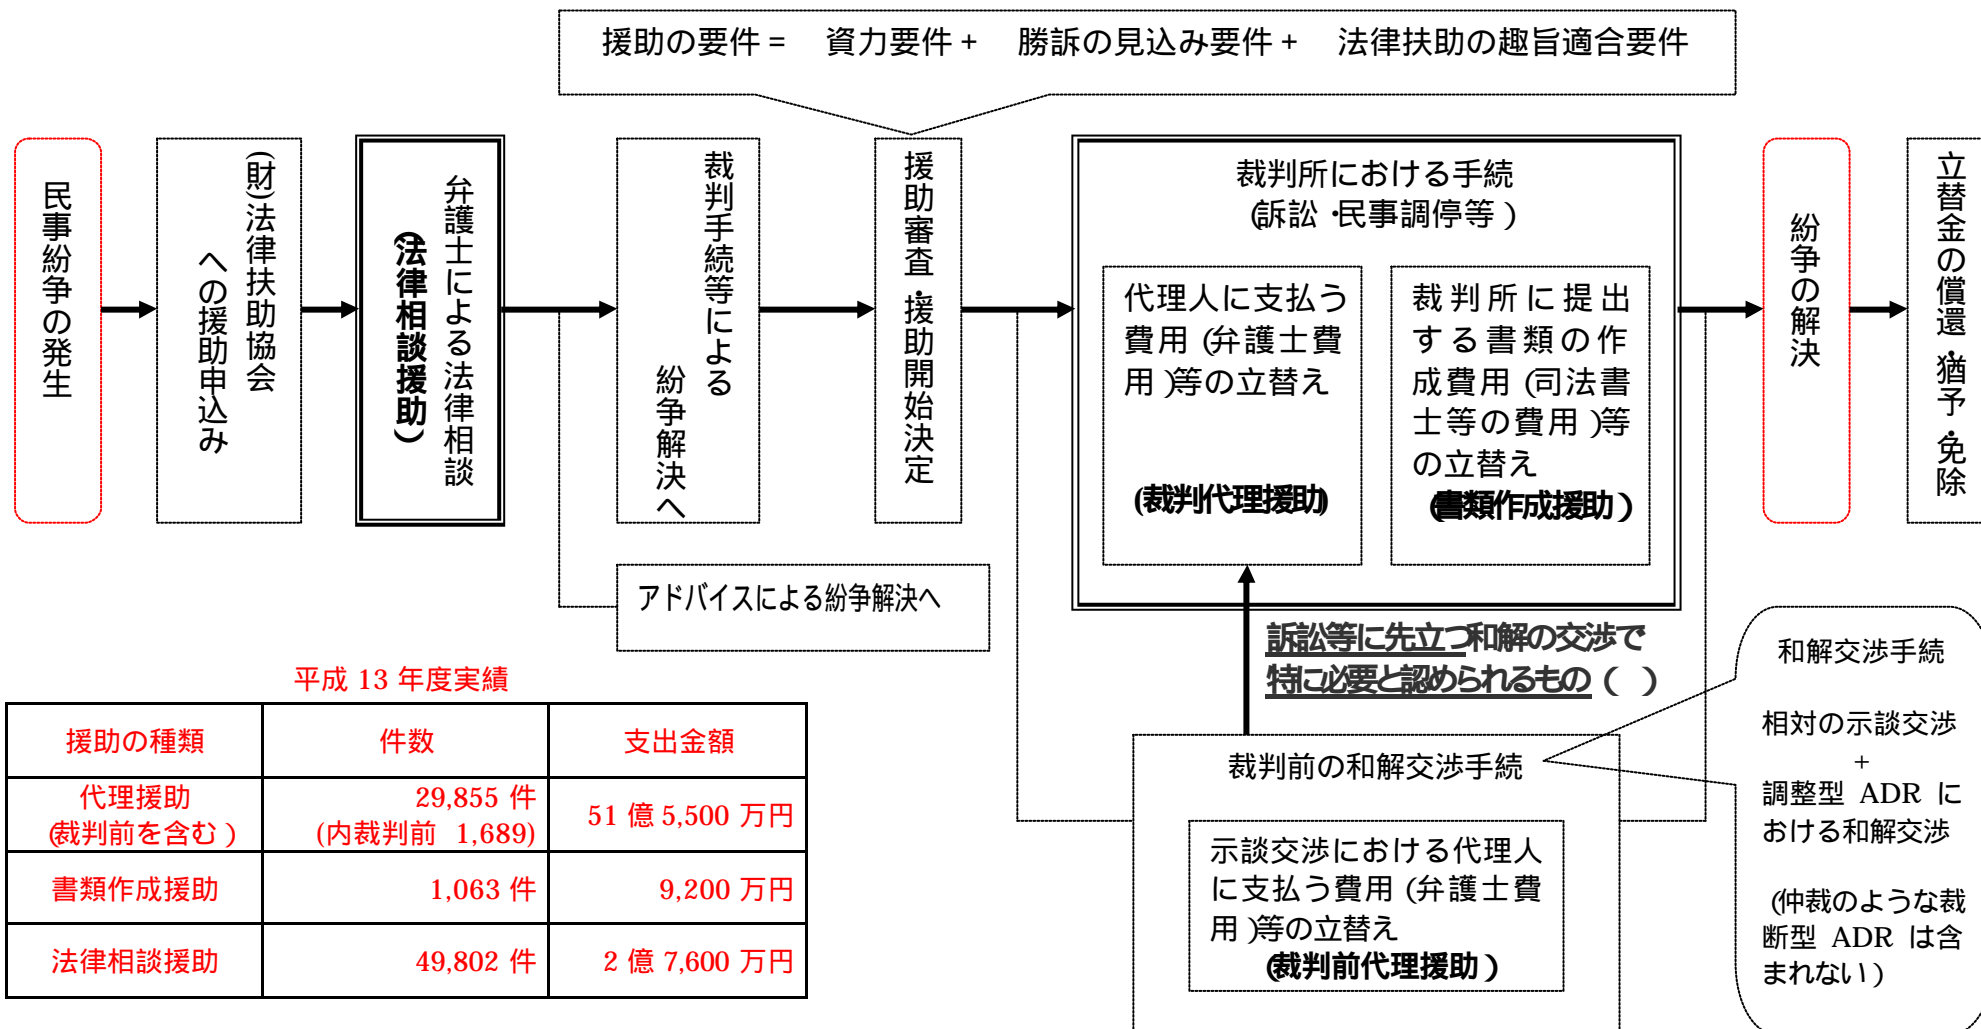 援助の要件 = 資力要件 + 勝訴の見込み要件 + 法律扶助の趣旨適合要件
民事紛争の発生
(財)法律扶助協会
への援助申込み
弁護士による法律相談
(法律相談援助)
裁判手続等による
紛争解決へ
援助審査・援助開始決定
裁判所における手続
(訴訟・民事調停等)
代理人に支払う
費用(弁護士費
用)等の立替え
(裁判代理援助)
裁判所に提出
する書類の作
成費用(司法書
士等の費用)等
の立替え
(書類作成援助)
紛争の解決
立替金の償還・猶予・免除
アドバイスによる紛争解決へ
訴訟等に先立つ和解の交渉で
特に必要と認められるもの( )
裁判前の和解交渉手続
示談交渉における代理人
に支払う費用(弁護士費
用)等の立替え
(裁判前代理援助)
和解交渉手続
相対の示談交渉
+
調整型 ADR に
おける和解交渉
(仲裁のような裁
断型 ADR は含
まれない)
平成 13 年度実績
援助の種類 件数 支出金額
代理援助
(裁判前を含む) 29,855 件
(内裁判前 1,689) 51 億 5,500 万円
書類作成援助 1,063 件 9,200 万円
法律相談援助 49,802 件 2 億 7,600 万円